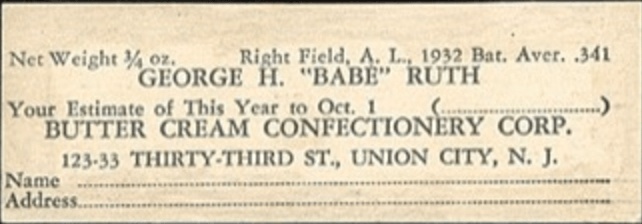 Net Weight ¾ oz. Right Field, A. L., 1932 Bat. Aver. .341
GEORGE H. "BABE" RUTH
Your Estimate of This Year to Oct. 1 (..............................)
BUTTER CREAM CONFECTIONERY CORP.
123-33 THIRTY-THIRD ST., UNION CITY, N. J.
Name ..............................
Address..............................